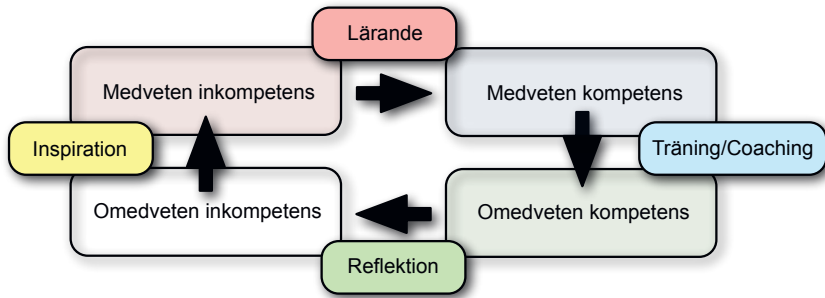 Lärande
Medveten inkompetens
Medveten kompetens
Inspiration
Träning/Coaching
Omedveten inkompetens
Omedveten kompetens
Reflektion